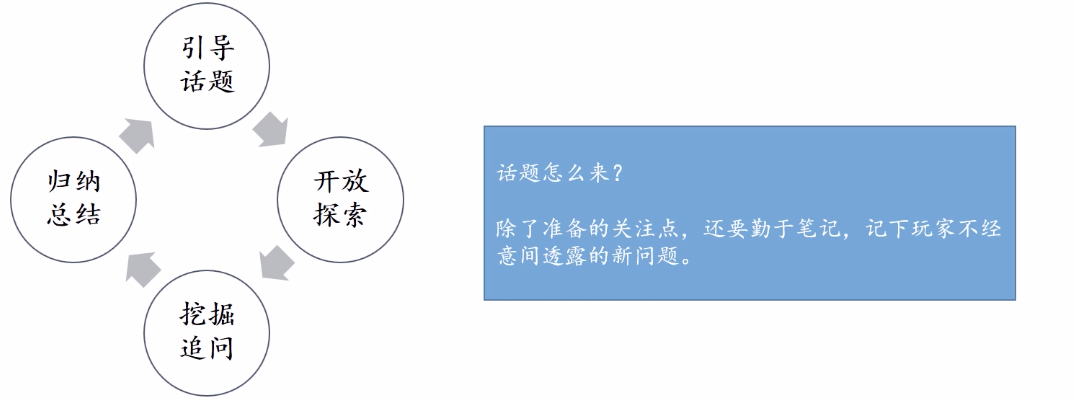 引导
话题
开放
探索
挖掘
追问
归纳
总结
话题怎么来？
除了准备的关注点，还要勤于笔记，记下玩家不经
意间透露的新问题。